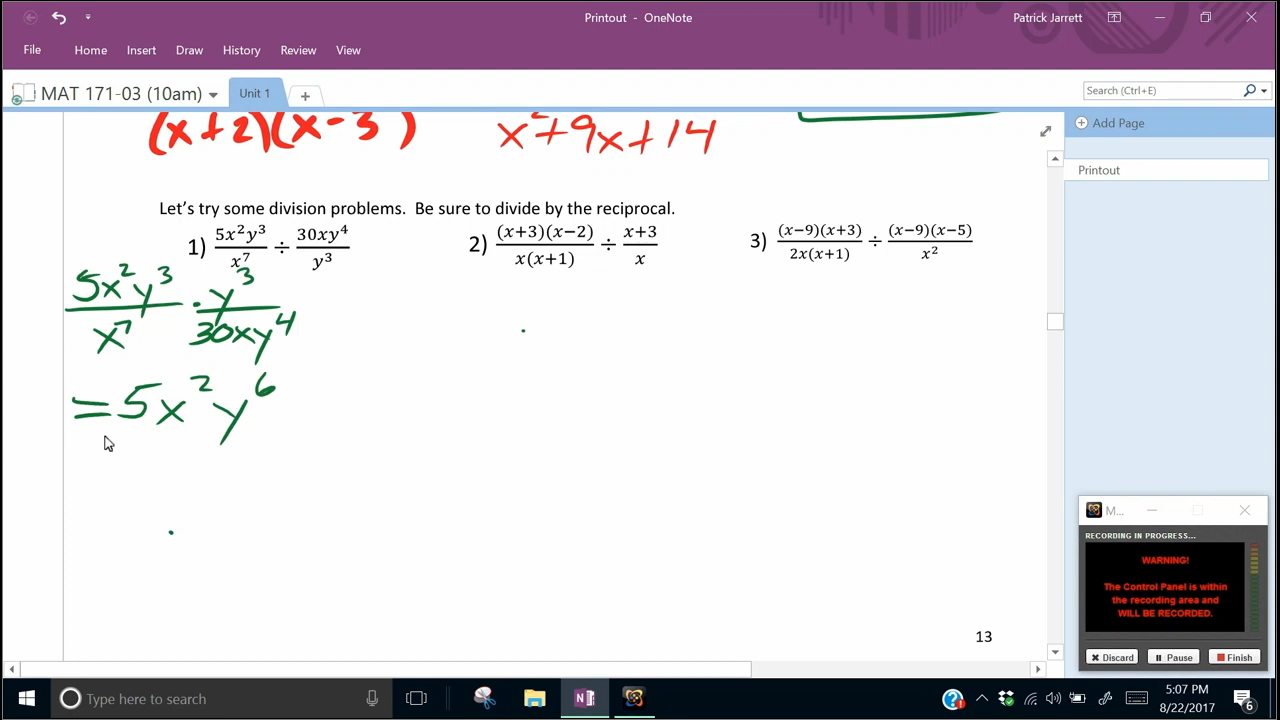 Printout - OneNote
Patrick Jarrett
File Home Insert Draw History Review View
MAT 171-03 (10am) Unit 1 +
Search (Ctrl+E)
Add Page
Printout
(x+2)(x-3) x²+9x+14
Let's try some division problems. Be sure to divide by the reciprocal.
1) 5x²y³/x⁷ ÷ 30xy⁴/y³ 2) (x+3)(x−2)/x(x+1) ÷ x+3/x 3) (x−9)(x+3)/2x(x+1) ÷ (x−9)(x−5)/x²
5x²y³/x⁷ · y³/30xy⁴
= 5x²y⁶
13
M...
RECORDING IN PROGRESS...
WARNING!
The Control Panel is within
the recording area and
WILL BE RECORDED.
Discard Pause Finish
Type here to search
5:07 PM
8/22/2017
6